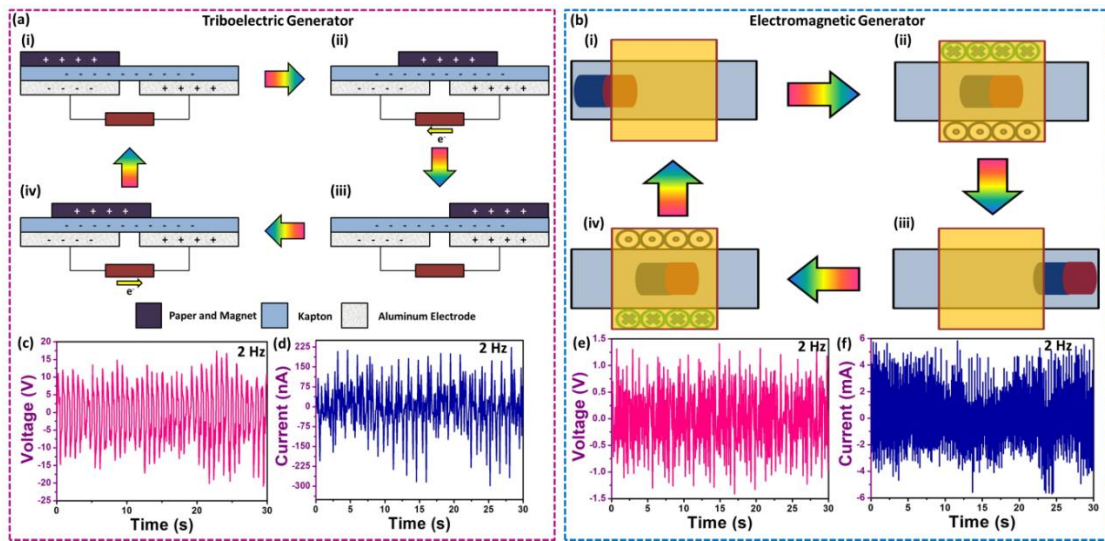 (a) Triboelectric Generator
(i)
+ + + +
- - - - - - - - -
- - - - + + + +
(ii)
+ + + +
- - - - - - - - -
- - - - + + + +
e-
(iv)
+ + + +
- - - - - - - - -
- - - - + + + +
e-
(iii)
+ + + +
- - - - - - - - -
- - - - + + + +
Paper and Magnet Kapton Aluminum Electrode
(b) Electromagnetic Generator
(i)
(ii)
(iv)
(iii)
(c)
2 Hz
Voltage (V)
20
15
10
5
0
-5
-10
-15
-20
-25
0 10 20 30
Time (s)
(d)
2 Hz
Current (nA)
225
150
75
0
-75
-150
-225
-300
0 5 10 15 20 25 30
Time (s)
(e)
2 Hz
Voltage (V)
1.5
1.0
0.5
0.0
-0.5
-1.0
-1.5
0 5 10 15 20 25 30
Time (s)
(f)
2 Hz
Current (mA)
6
4
2
0
-2
-4
-6
0 5 10 15 20 25 30
Time (s)